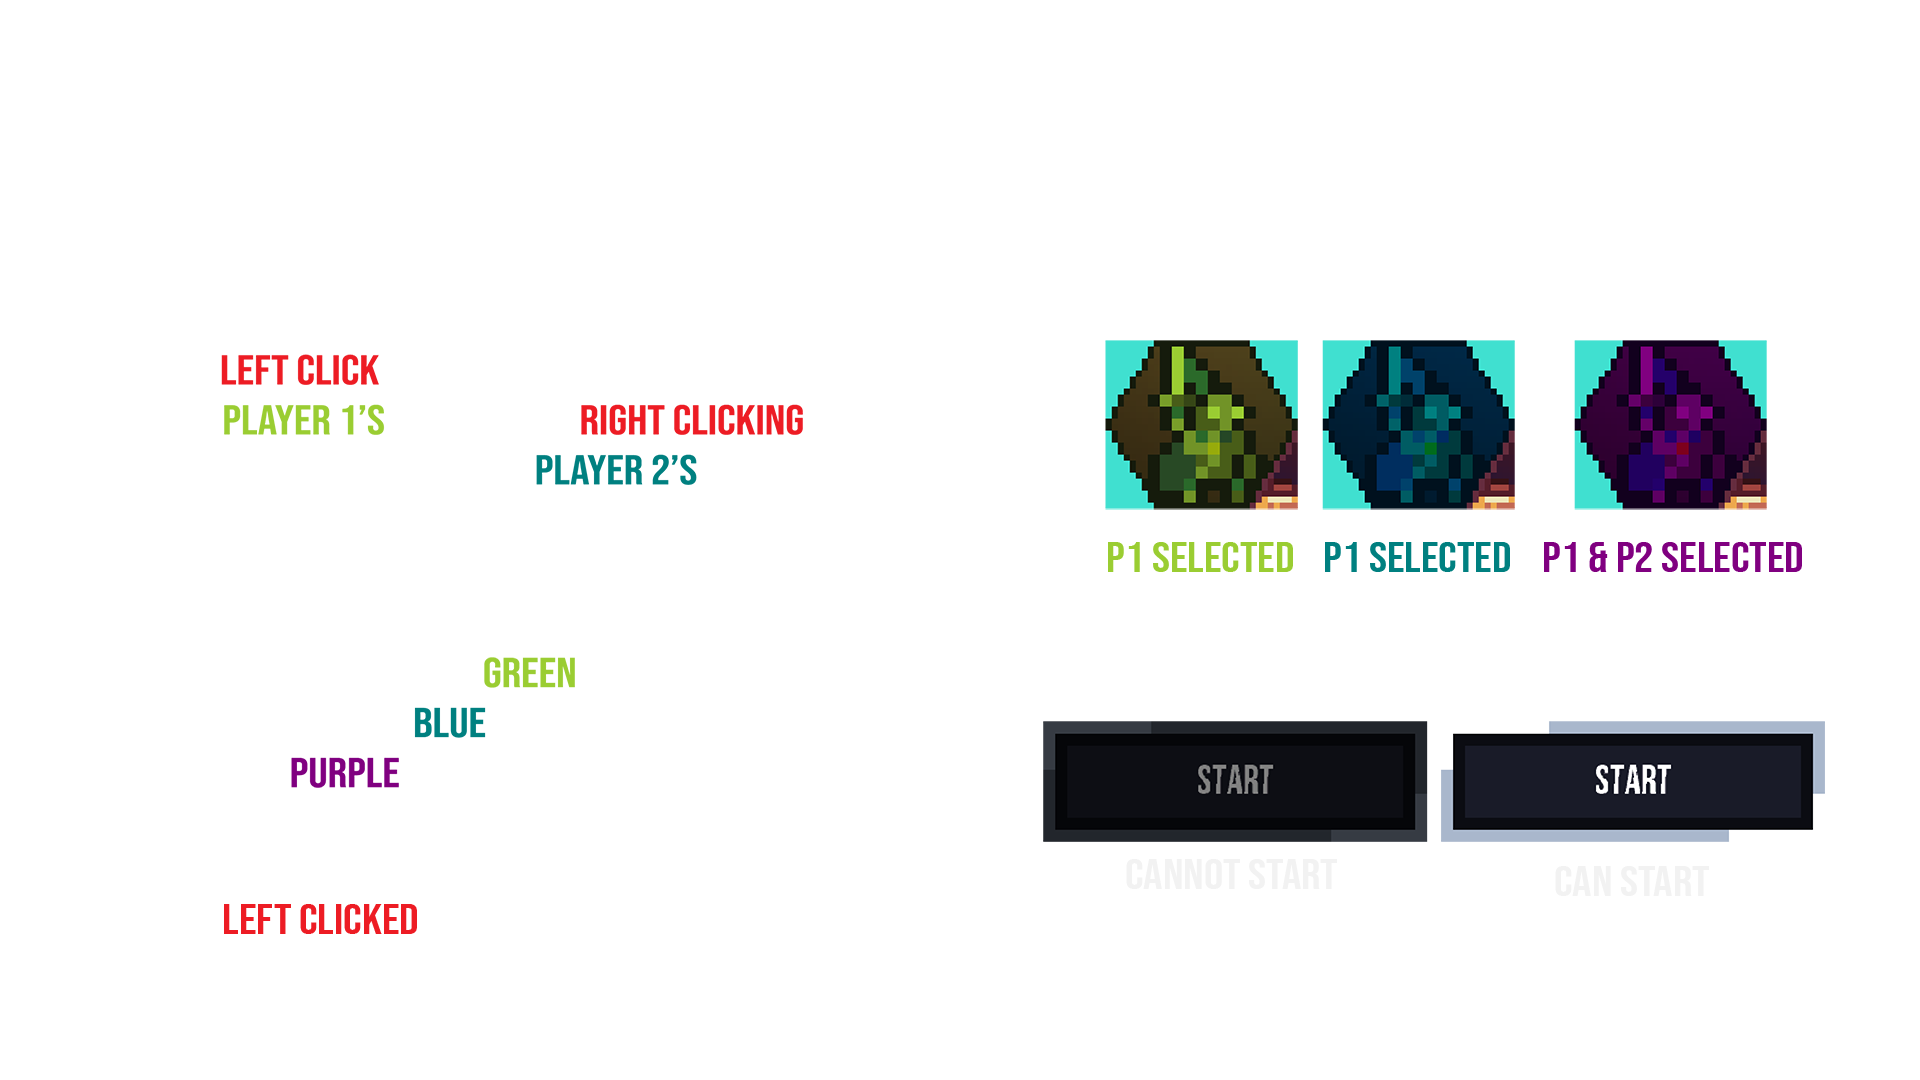 LEFT CLICK
PLAYER 1'S
RIGHT CLICKING
PLAYER 2'S
P1 SELECTED
P1 SELECTED
P1 & P2 SELECTED
GREEN
BLUE
PURPLE
START
START
CANNOT START
CAN START
LEFT CLICKED